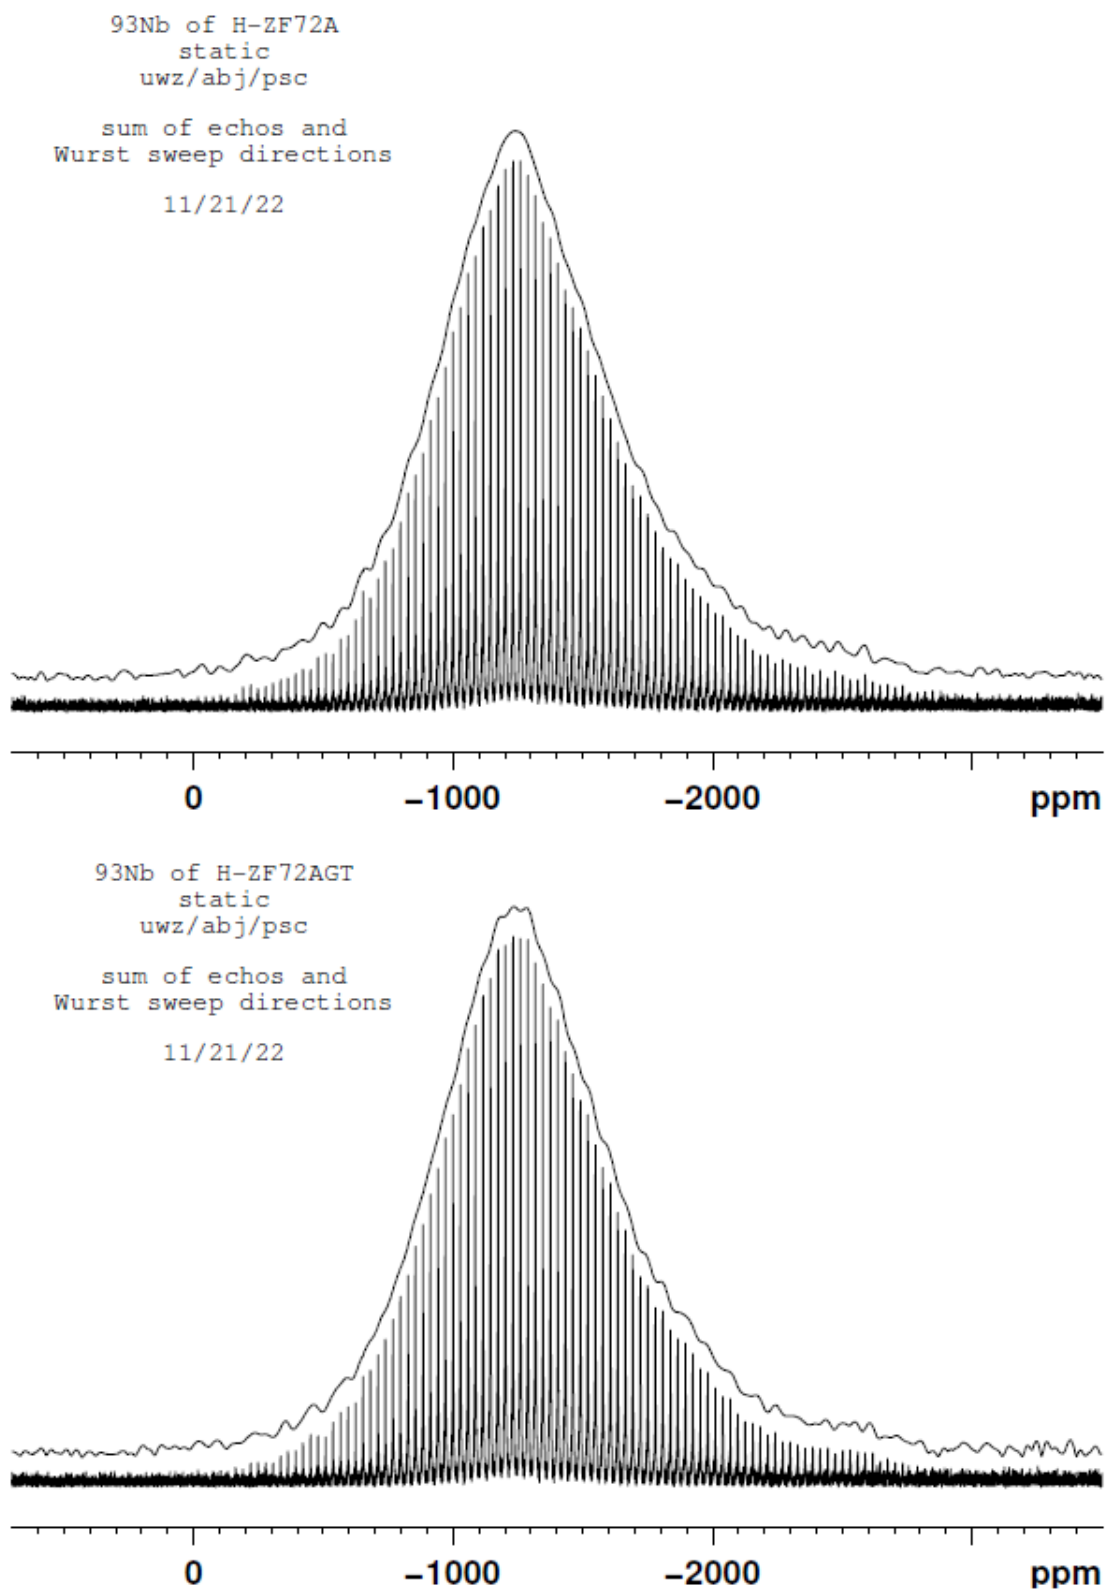 93Nb of H-ZF72A
static
uwz/abj/psc
sum of echos and
Wurst sweep directions
11/21/22
0 -1000 -2000 ppm
93Nb of H-ZF72AGT
static
uwz/abj/psc
sum of echos and
Wurst sweep directions
11/21/22
0 -1000 -2000 ppm